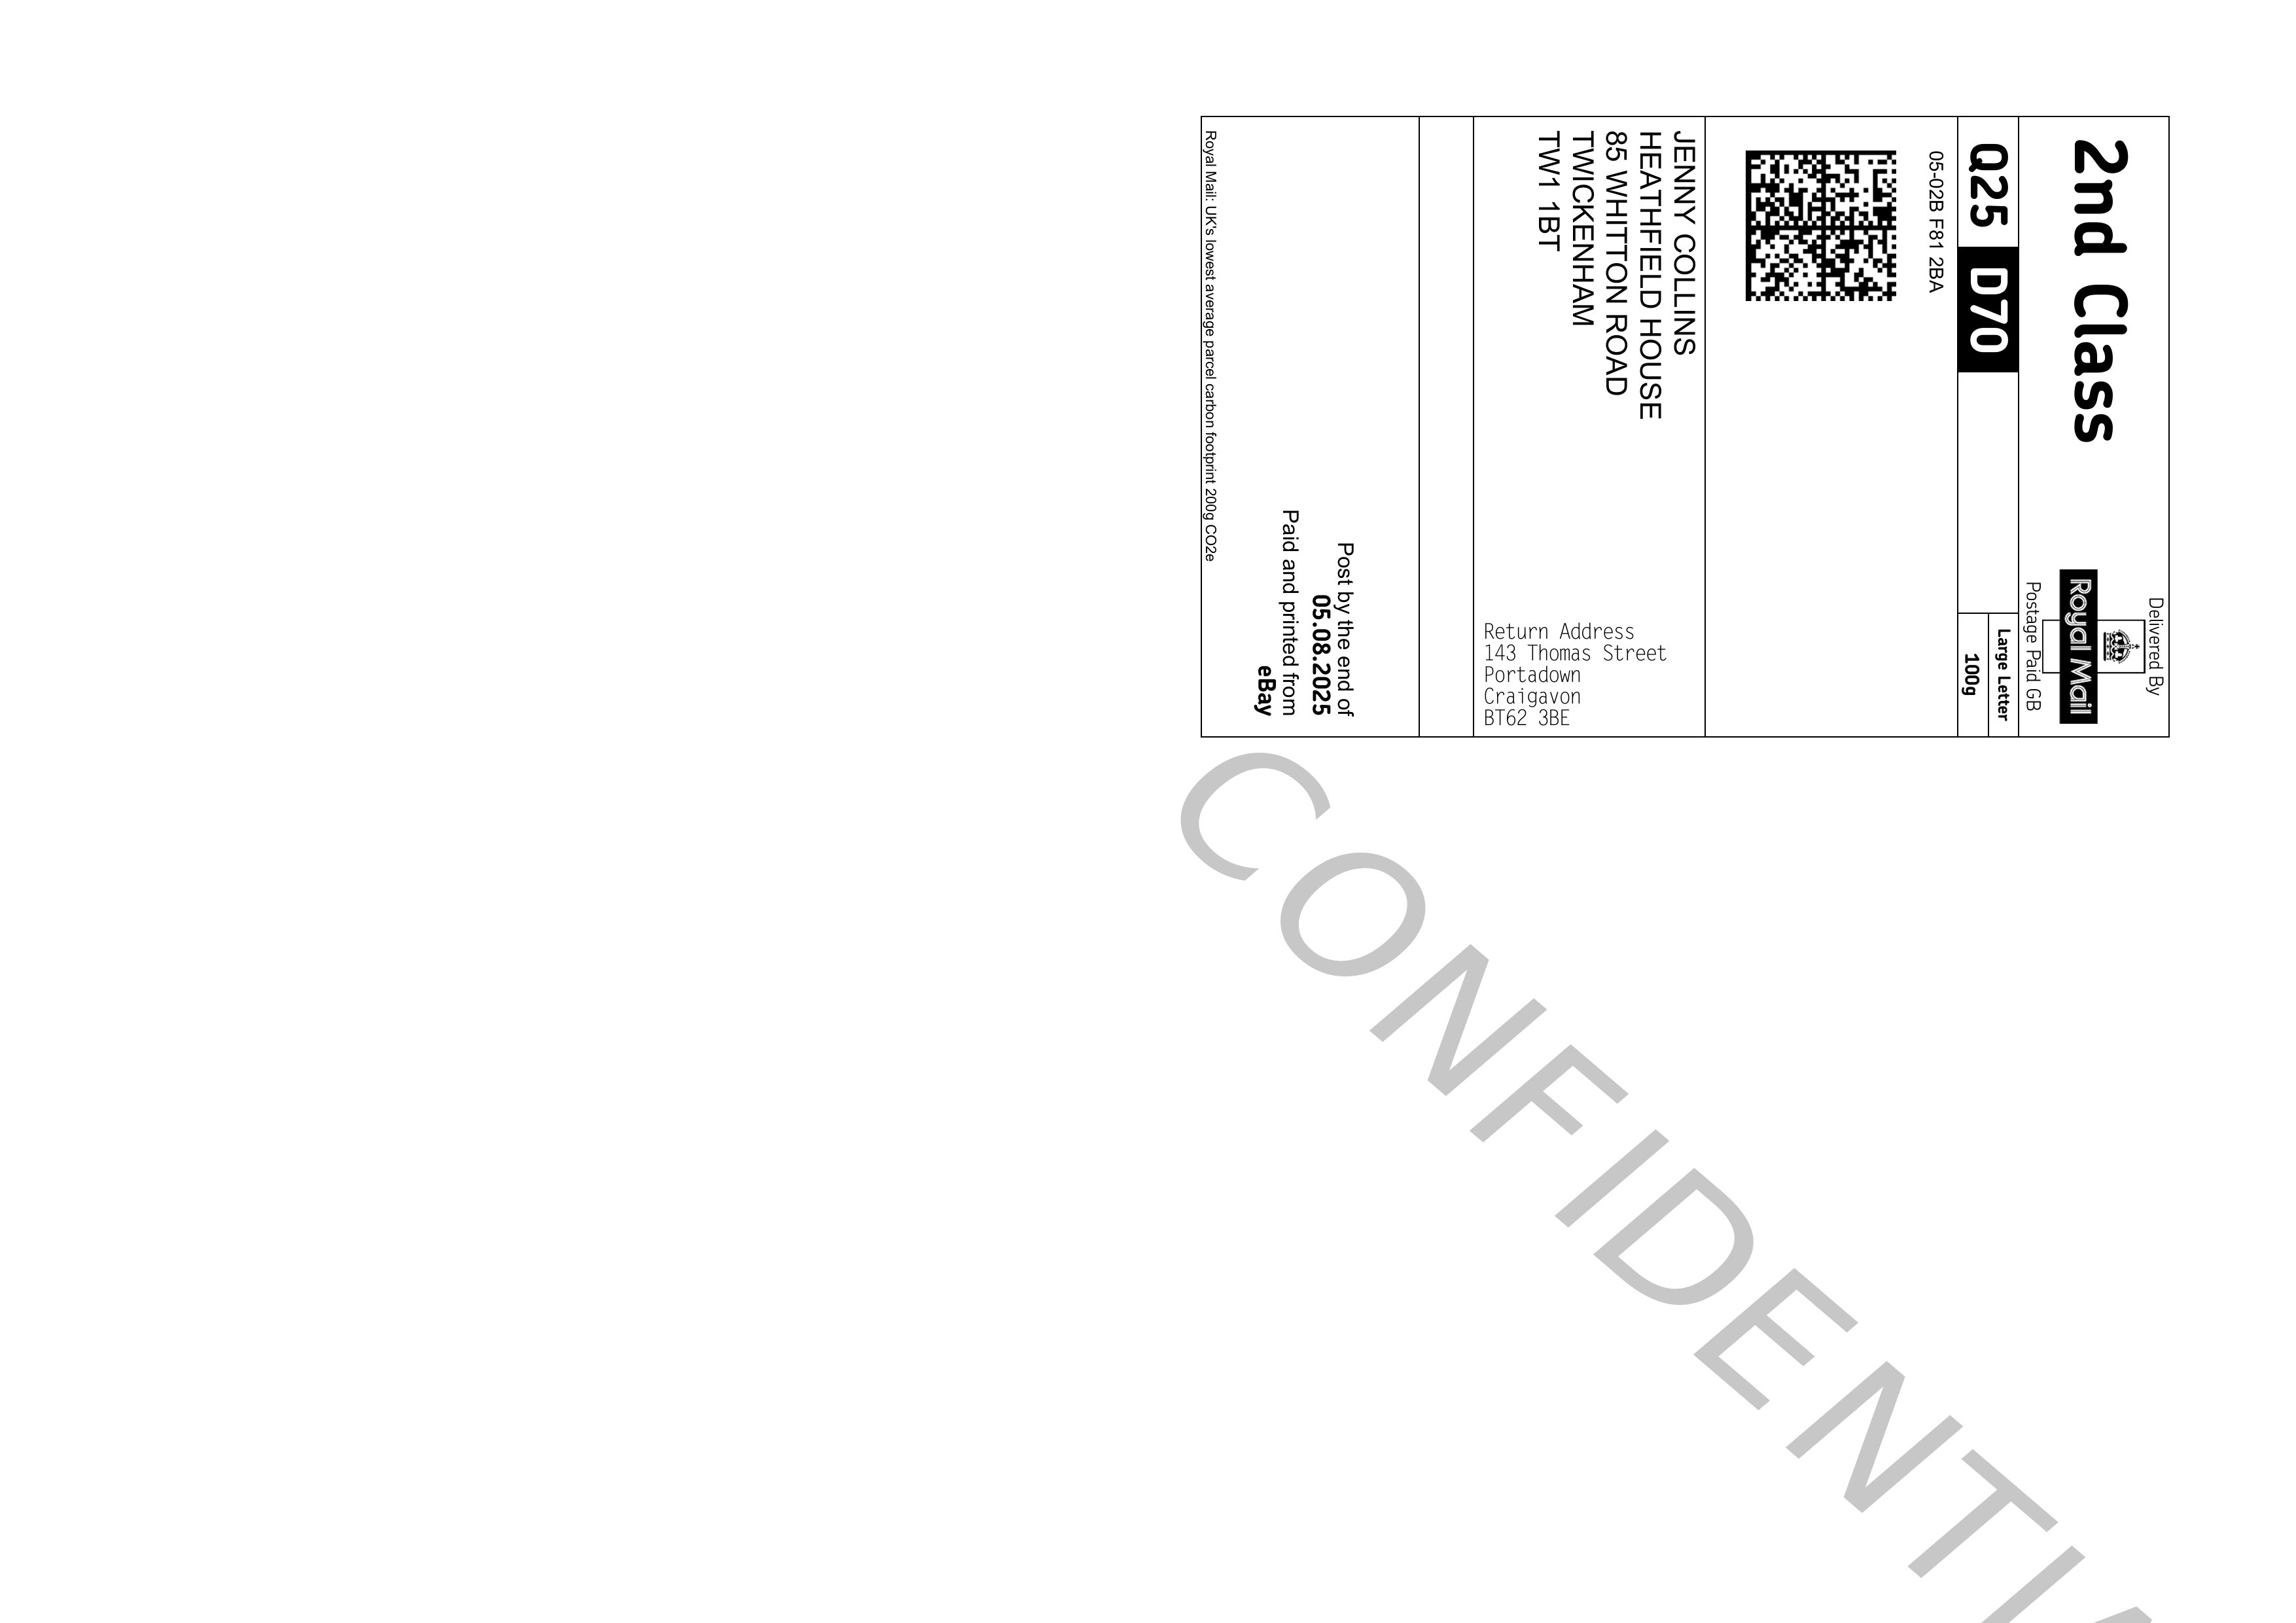 2nd Class
Delivered By
Royal Mail
Postage Paid GB
Q25 D70
Large Letter
100g
05-02B F81 2BA
JENNY COLLINS
HEATHFIELD HOUSE
85 WHITTON ROAD
TWICKENHAM
TW1 1BT
Return Address
143 Thomas Street
Portadown
Craigavon
BT62 3BE
Post by the end of
05.08.2025
Paid and printed from
eBay
Royal Mail: UK's lowest average parcel carbon footprint 200g CO2e
CONFIDENTI